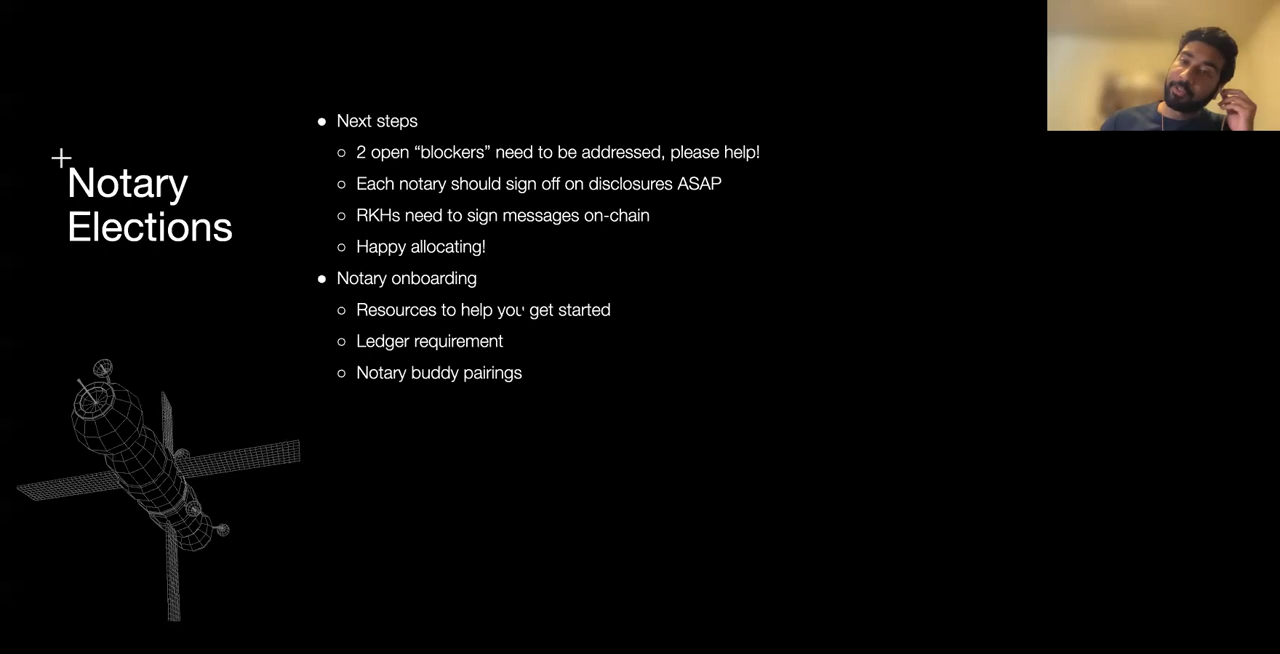 Notary
Elections
● Next steps
○ 2 open “blockers” need to be addressed, please help!
○ Each notary should sign off on disclosures ASAP
○ RKHs need to sign messages on-chain
○ Happy allocating!
● Notary onboarding
○ Resources to help you get started
○ Ledger requirement
○ Notary buddy pairings